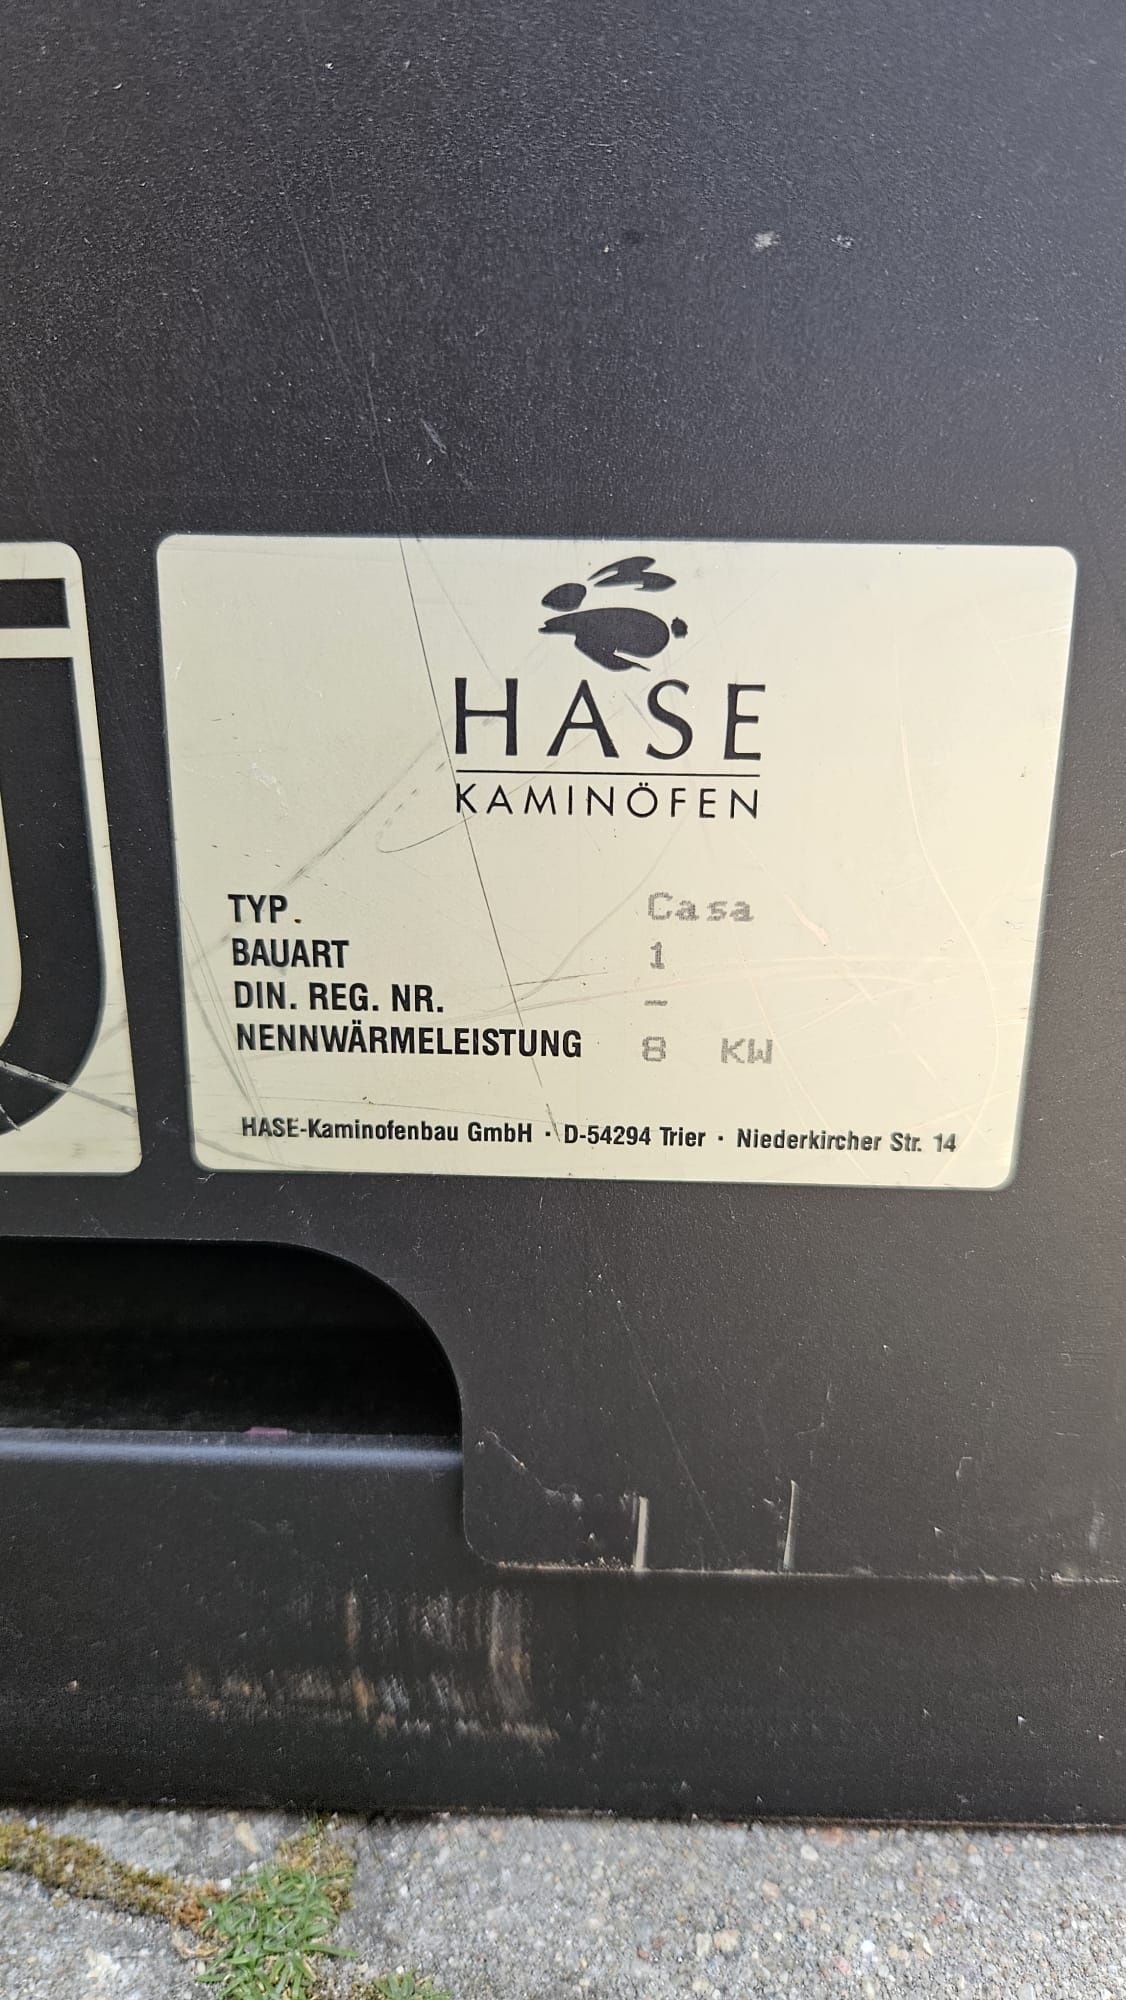 HASE
KAMINÖFEN
TYP. Casa
BAUART 1
DIN. REG. NR. –
NENNWÄRMELEISTUNG 8 KW
HASE-Kaminofenbau GmbH · D-54294 Trier · Niederkircher Str. 14